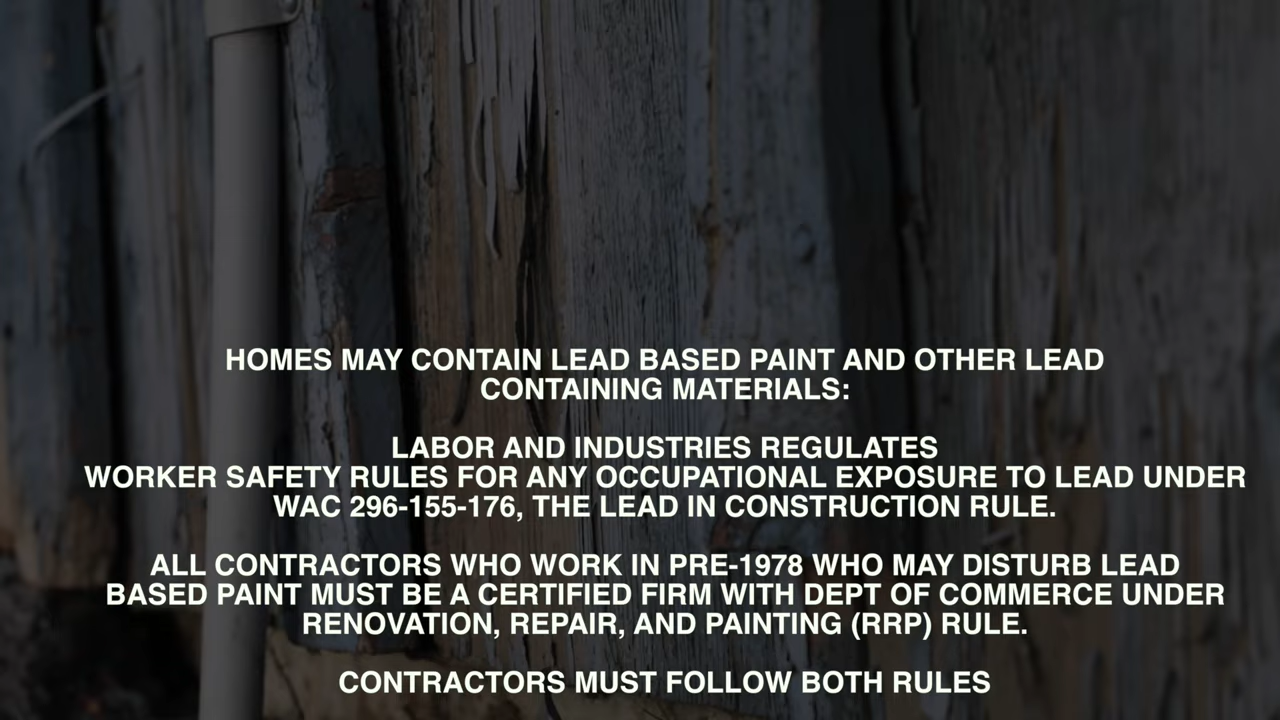 HOMES MAY CONTAIN LEAD BASED PAINT AND OTHER LEAD
CONTAINING MATERIALS:
LABOR AND INDUSTRIES REGULATES
WORKER SAFETY RULES FOR ANY OCCUPATIONAL EXPOSURE TO LEAD UNDER
WAC 296-155-176, THE LEAD IN CONSTRUCTION RULE.
ALL CONTRACTORS WHO WORK IN PRE-1978 WHO MAY DISTURB LEAD
BASED PAINT MUST BE A CERTIFIED FIRM WITH DEPT OF COMMERCE UNDER
RENOVATION, REPAIR, AND PAINTING (RRP) RULE.
CONTRACTORS MUST FOLLOW BOTH RULES